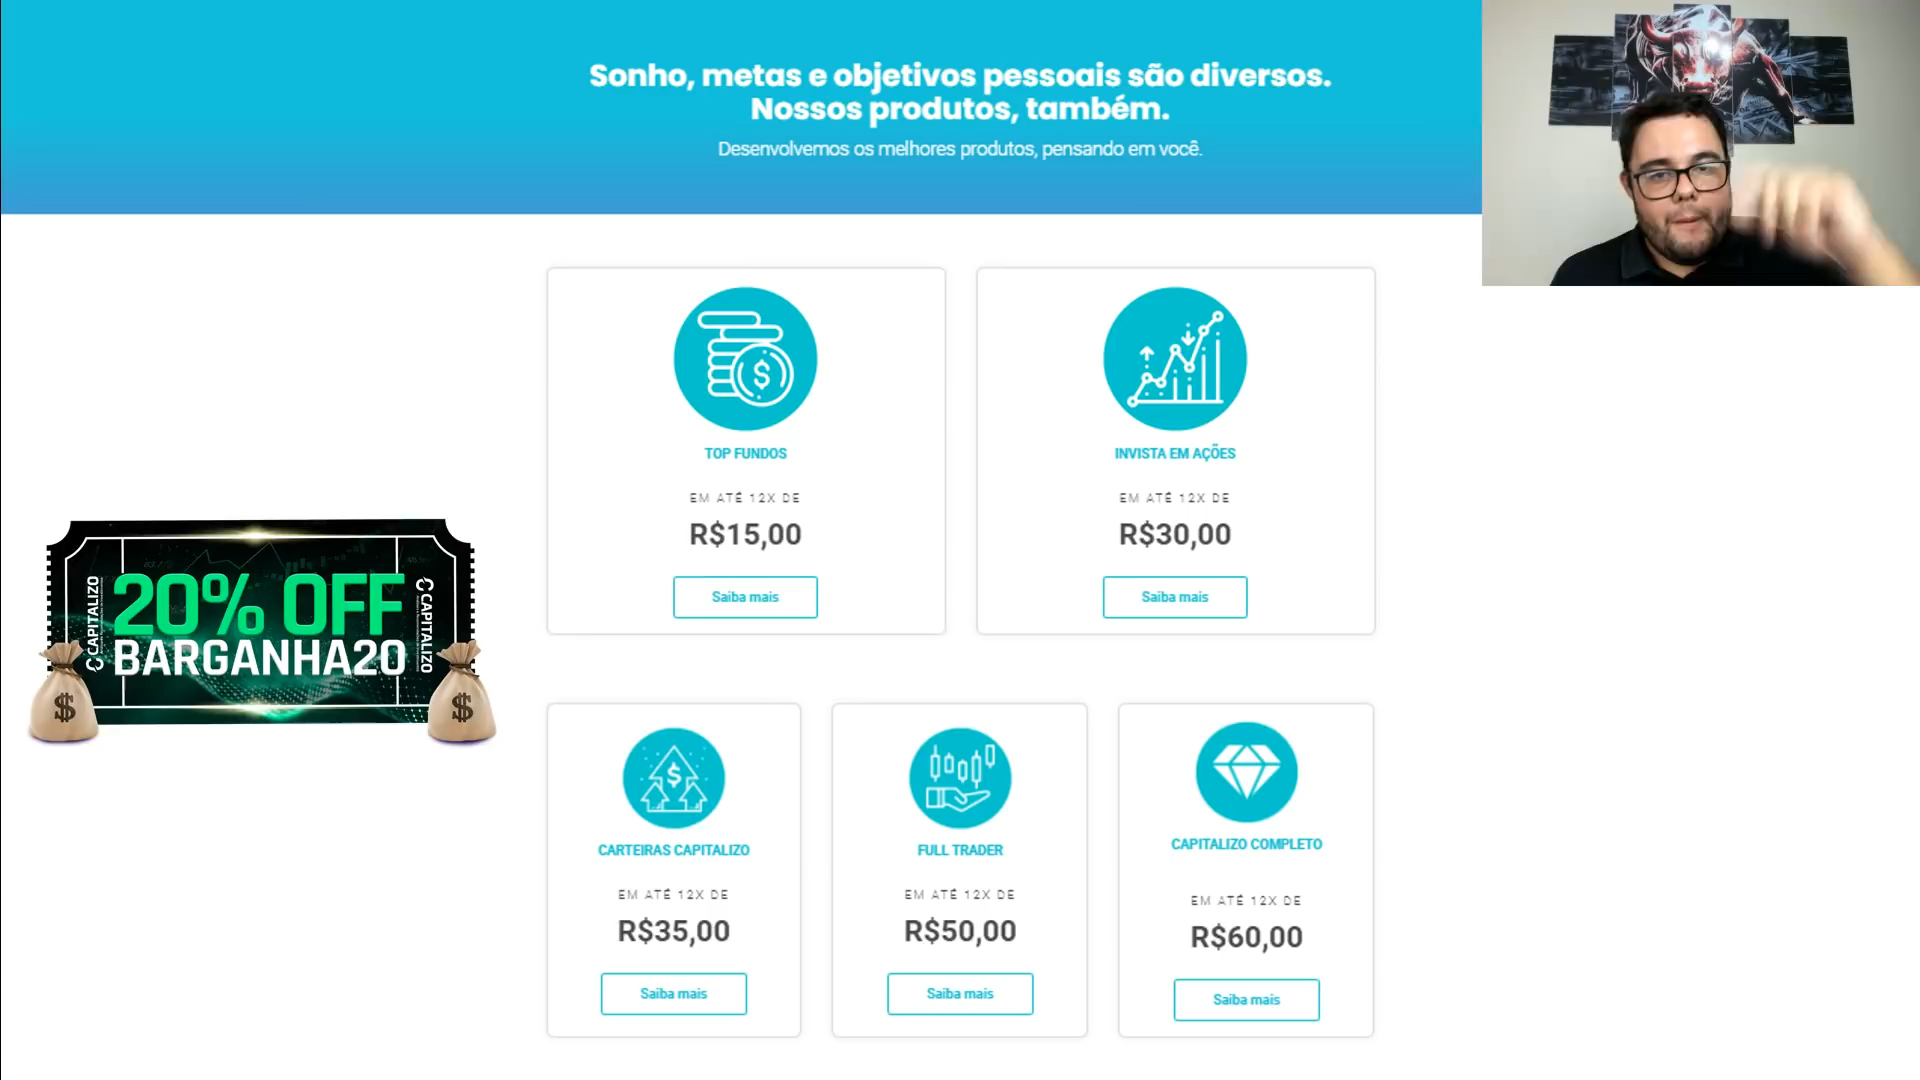 Sonho, metas e objetivos pessoais são diversos.
Nossos produtos, também.
Desenvolvemos os melhores produtos, pensando em você.
TOP FUNDOS
EM ATÉ 12X DE
R$15,00
Saiba mais
INVISTA EM AÇÕES
EM ATÉ 12X DE
R$30,00
Saiba mais
CAPITALIZO
20% OFF
BARGANHA20
CAPITALIZO
CARTEIRAS CAPITALIZO
EM ATÉ 12X DE
R$35,00
Saiba mais
FULL TRADER
EM ATÉ 12X DE
R$50,00
Saiba mais
CAPITALIZO COMPLETO
EM ATÉ 12X DE
R$60,00
Saiba mais